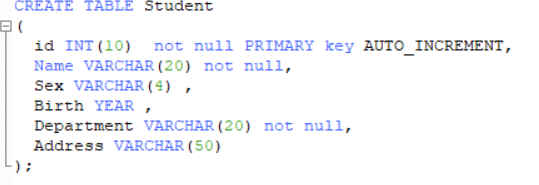 CREATE TABLE Student
(
id INT(10)  not null PRIMARY key AUTO_INCREMENT,
Name VARCHAR(20) not null,
Sex VARCHAR(4) ,
Birth YEAR ,
Department VARCHAR(20) not null,
Address VARCHAR(50)
);